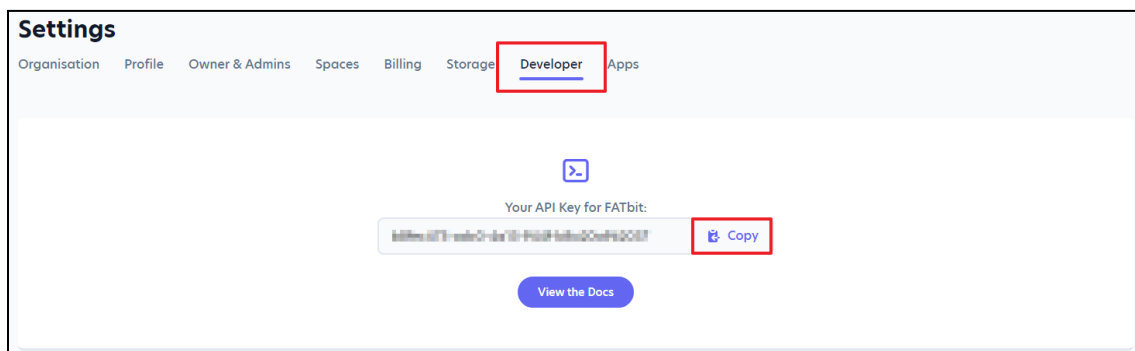 Settings
Organisation Profile Owner & Admins Spaces Billing Storage Developer Apps
Your API Key for FATbit:
Copy
View the Docs